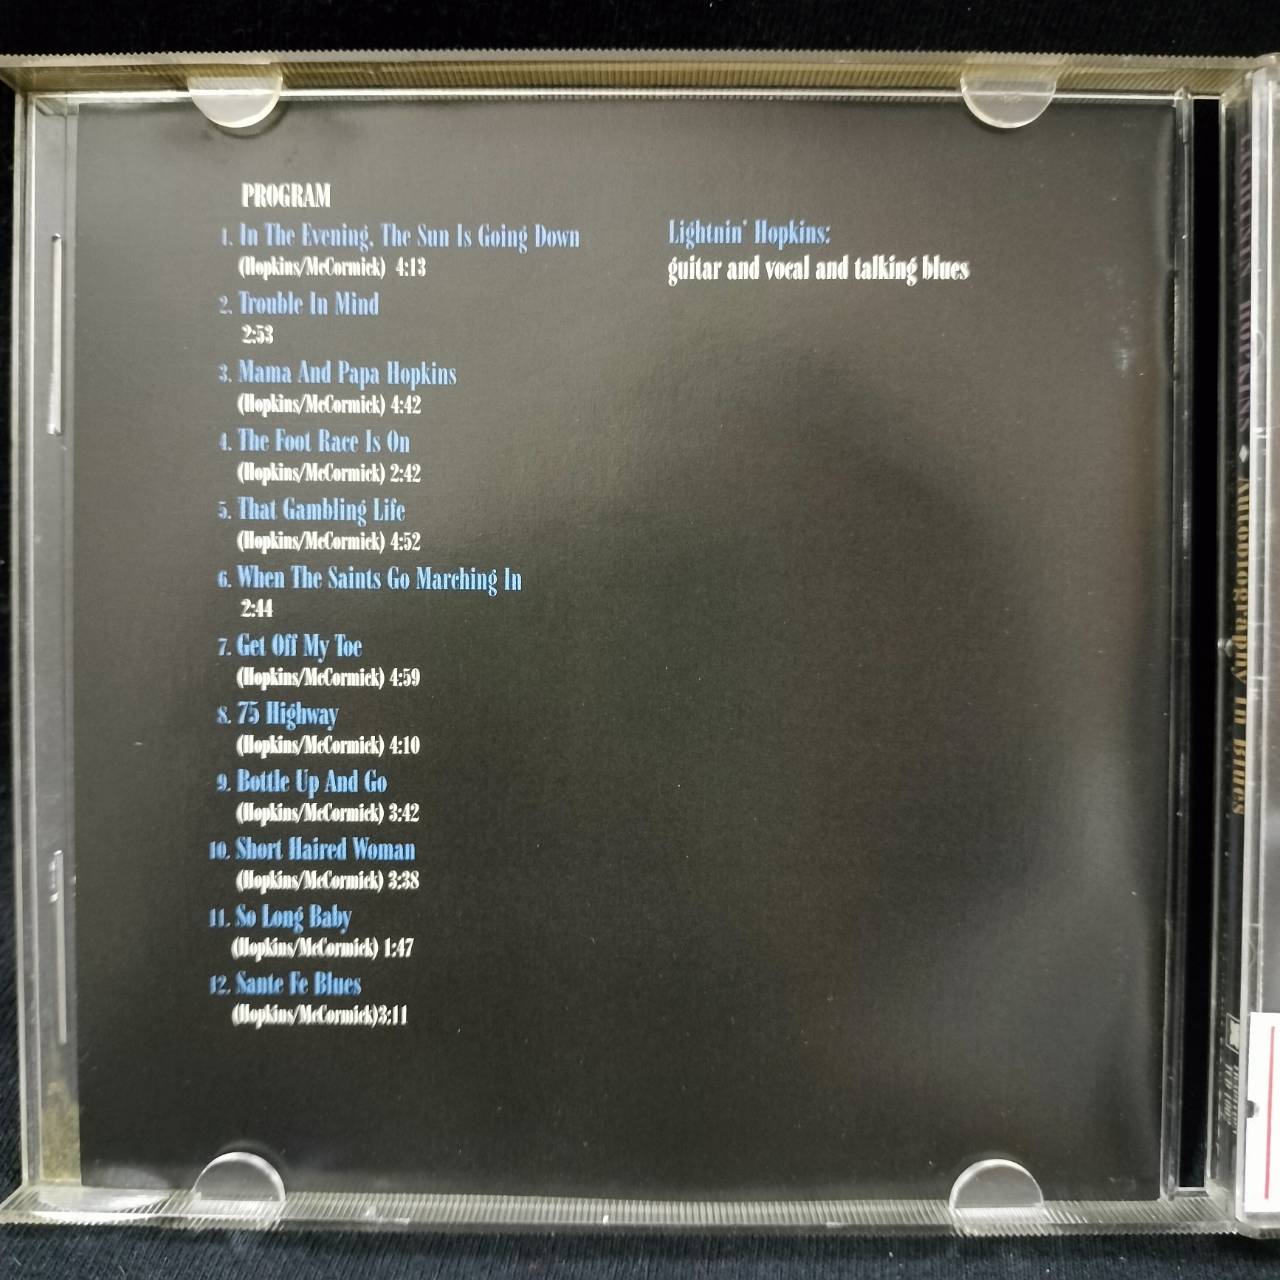 PROGRAM
1. In The Evening, The Sun Is Going Down
(Hopkins/McCormick) 4:13
2. Trouble In Mind
2:53
3. Mama And Papa Hopkins
(Hopkins/McCormick) 4:42
4. The Foot Race Is On
(Hopkins/McCormick) 2:42
5. That Gambling Life
(Hopkins/McCormick) 4:52
6. When The Saints Go Marching In
2:44
7. Get Off My Toe
(Hopkins/McCormick) 4:59
8. 75 Highway
(Hopkins/McCormick) 4:10
9. Bottle Up And Go
(Hopkins/McCormick) 3:42
10. Short Haired Woman
(Hopkins/McCormick) 3:38
11. So Long Baby
(Hopkins/McCormick) 1:47
12. Sante Fe Blues
(Hopkins/McCormick)3:11
Lightnin' Hopkins:
guitar and vocal and talking blues
HOPKINS ♦ Autobiography In Blues